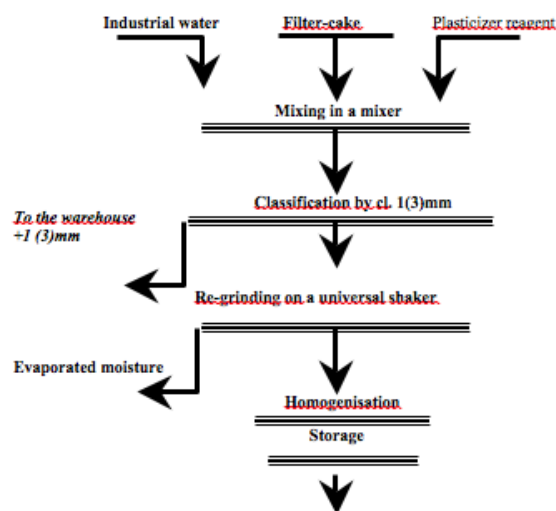 Industrial water
Filter-cake
Plasticizer reagent
Mixing in a mixer
Classification by cl. 1(3)mm
To the warehouse
+1 (3)mm
Re-grinding on a universal shaker
Evaporated moisture
Homogenisation
Storage